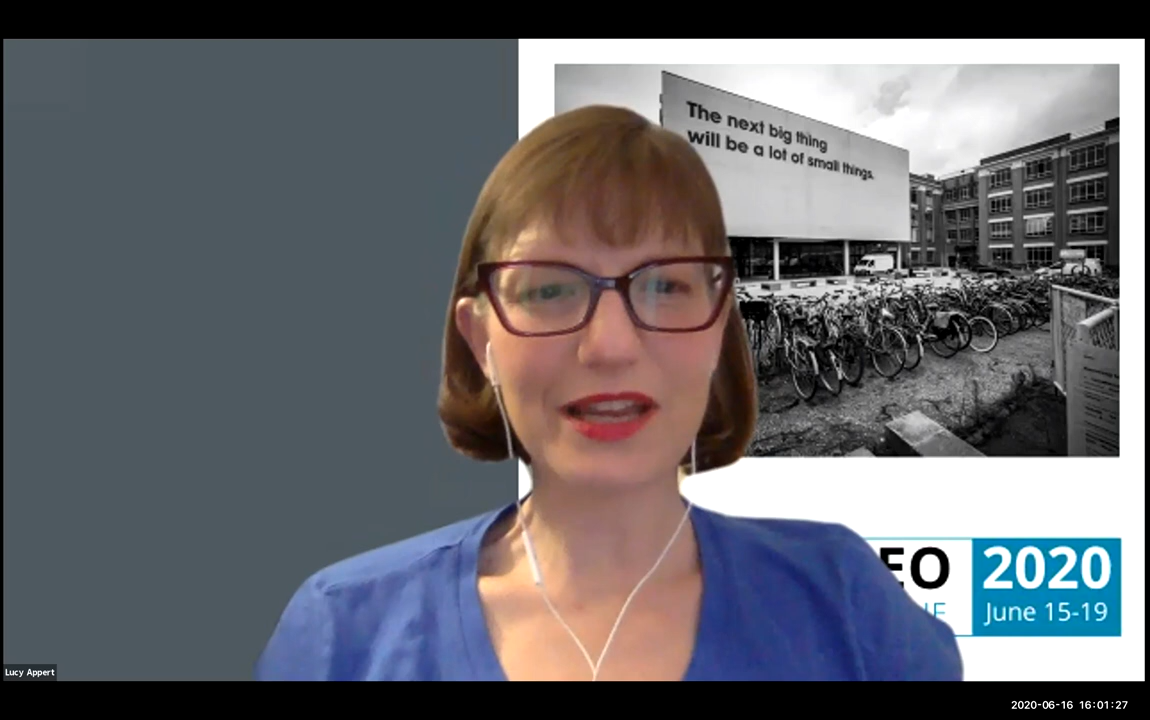 The next big thing
will be a lot of small things.
EO
2020
June 15-19
Lucy Appert
2020-06-16 16:01:27